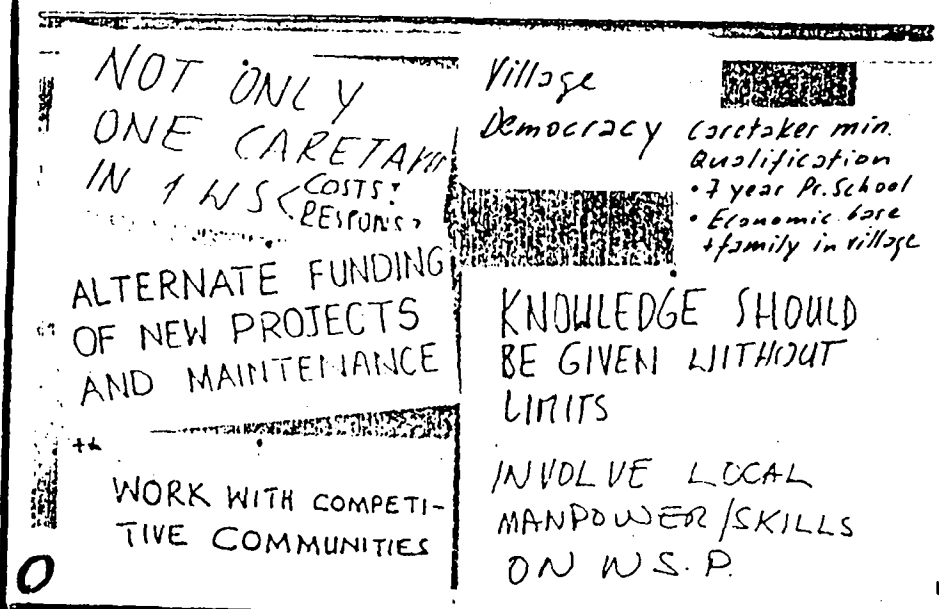 NOT ONLY
ONE CARETAK
IN 1 WS < COSTS?
RESPONS?
ALTERNATE FUNDING
OF NEW PROJECTS
AND MAINTENANCE
WORK WITH COMPETI-
TIVE COMMUNITIES
Village
Democracy
Caretaker min.
Qualification
• 7 year Pr. School
• Economic base
+ family in village
KNOWLEDGE SHOULD
BE GIVEN WITHOUT
LIMITS
INVOLVE LOCAL
MANPOWER/SKILLS
ON W.S.P.